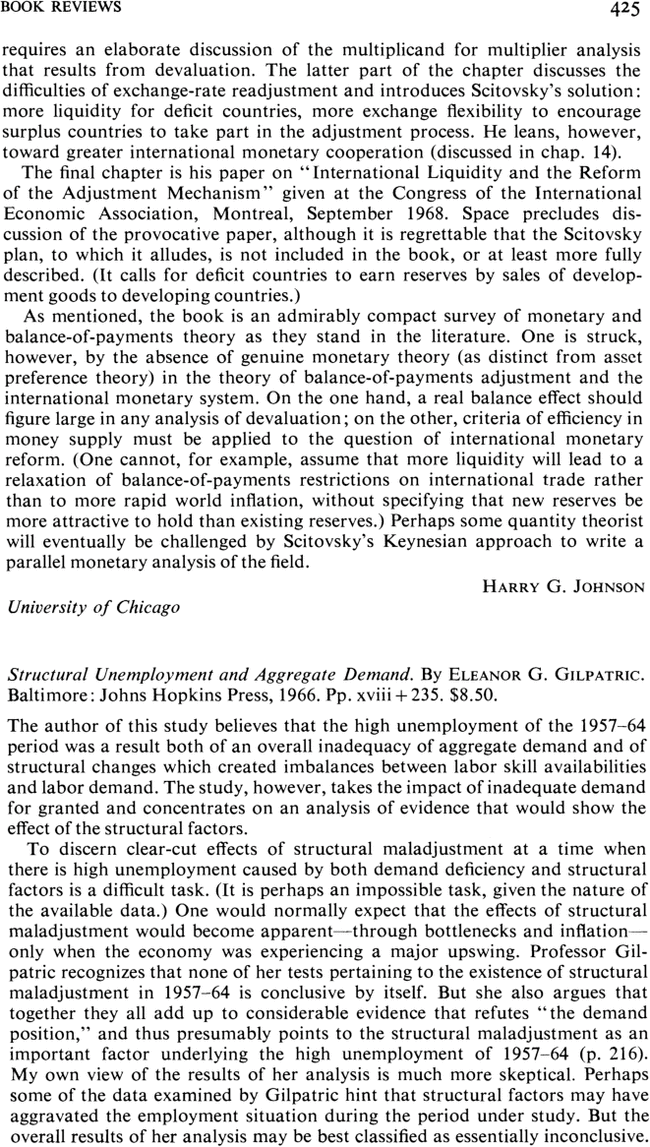 BOOK REVIEWS 425
requires an elaborate discussion of the multiplicand for multiplier analysis
that results from devaluation. The latter part of the chapter discusses the
difficulties of exchange-rate readjustment and introduces Scitovsky's solution:
more liquidity for deficit countries, more exchange flexibility to encourage
surplus countries to take part in the adjustment process. He leans, however,
toward greater international monetary cooperation (discussed in chap. 14).
The final chapter is his paper on “International Liquidity and the Reform
of the Adjustment Mechanism” given at the Congress of the International
Economic Association, Montreal, September 1968. Space precludes dis-
cussion of the provocative paper, although it is regrettable that the Scitovsky
plan, to which it alludes, is not included in the book, or at least more fully
described. (It calls for deficit countries to earn reserves by sales of develop-
ment goods to developing countries.)
As mentioned, the book is an admirably compact survey of monetary and
balance-of-payments theory as they stand in the literature. One is struck,
however, by the absence of genuine monetary theory (as distinct from asset
preference theory) in the theory of balance-of-payments adjustment and the
international monetary system. On the one hand, a real balance effect should
figure large in any analysis of devaluation; on the other, criteria of efficiency in
money supply must be applied to the question of international monetary
reform. (One cannot, for example, assume that more liquidity will lead to a
relaxation of balance-of-payments restrictions on international trade rather
than to more rapid world inflation, without specifying that new reserves be
more attractive to hold than existing reserves.) Perhaps some quantity theorist
will eventually be challenged by Scitovsky's Keynesian approach to write a
parallel monetary analysis of the field.
HARRY G. JOHNSON
University of Chicago
Structural Unemployment and Aggregate Demand. By ELEANOR G. GILPATRIC.
Baltimore: Johns Hopkins Press, 1966. Pp. xviii + 235. $8.50.
The author of this study believes that the high unemployment of the 1957–64
period was a result both of an overall inadequacy of aggregate demand and of
structural changes which created imbalances between labor skill availabilities
and labor demand. The study, however, takes the impact of inadequate demand
for granted and concentrates on an analysis of evidence that would show the
effect of the structural factors.
To discern clear-cut effects of structural maladjustment at a time when
there is high unemployment caused by both demand deficiency and structural
factors is a difficult task. (It is perhaps an impossible task, given the nature of
the available data.) One would normally expect that the effects of structural
maladjustment would become apparent—through bottlenecks and inflation—
only when the economy was experiencing a major upswing. Professor Gil-
patric recognizes that none of her tests pertaining to the existence of structural
maladjustment in 1957–64 is conclusive by itself. But she also argues that
together they all add up to considerable evidence that refutes “the demand
position,” and thus presumably points to the structural maladjustment as an
important factor underlying the high unemployment of 1957–64 (p. 216).
My own view of the results of her analysis is much more skeptical. Perhaps
some of the data examined by Gilpatric hint that structural factors may have
aggravated the employment situation during the period under study. But the
overall results of her analysis may be best classified as essentially inconclusive.